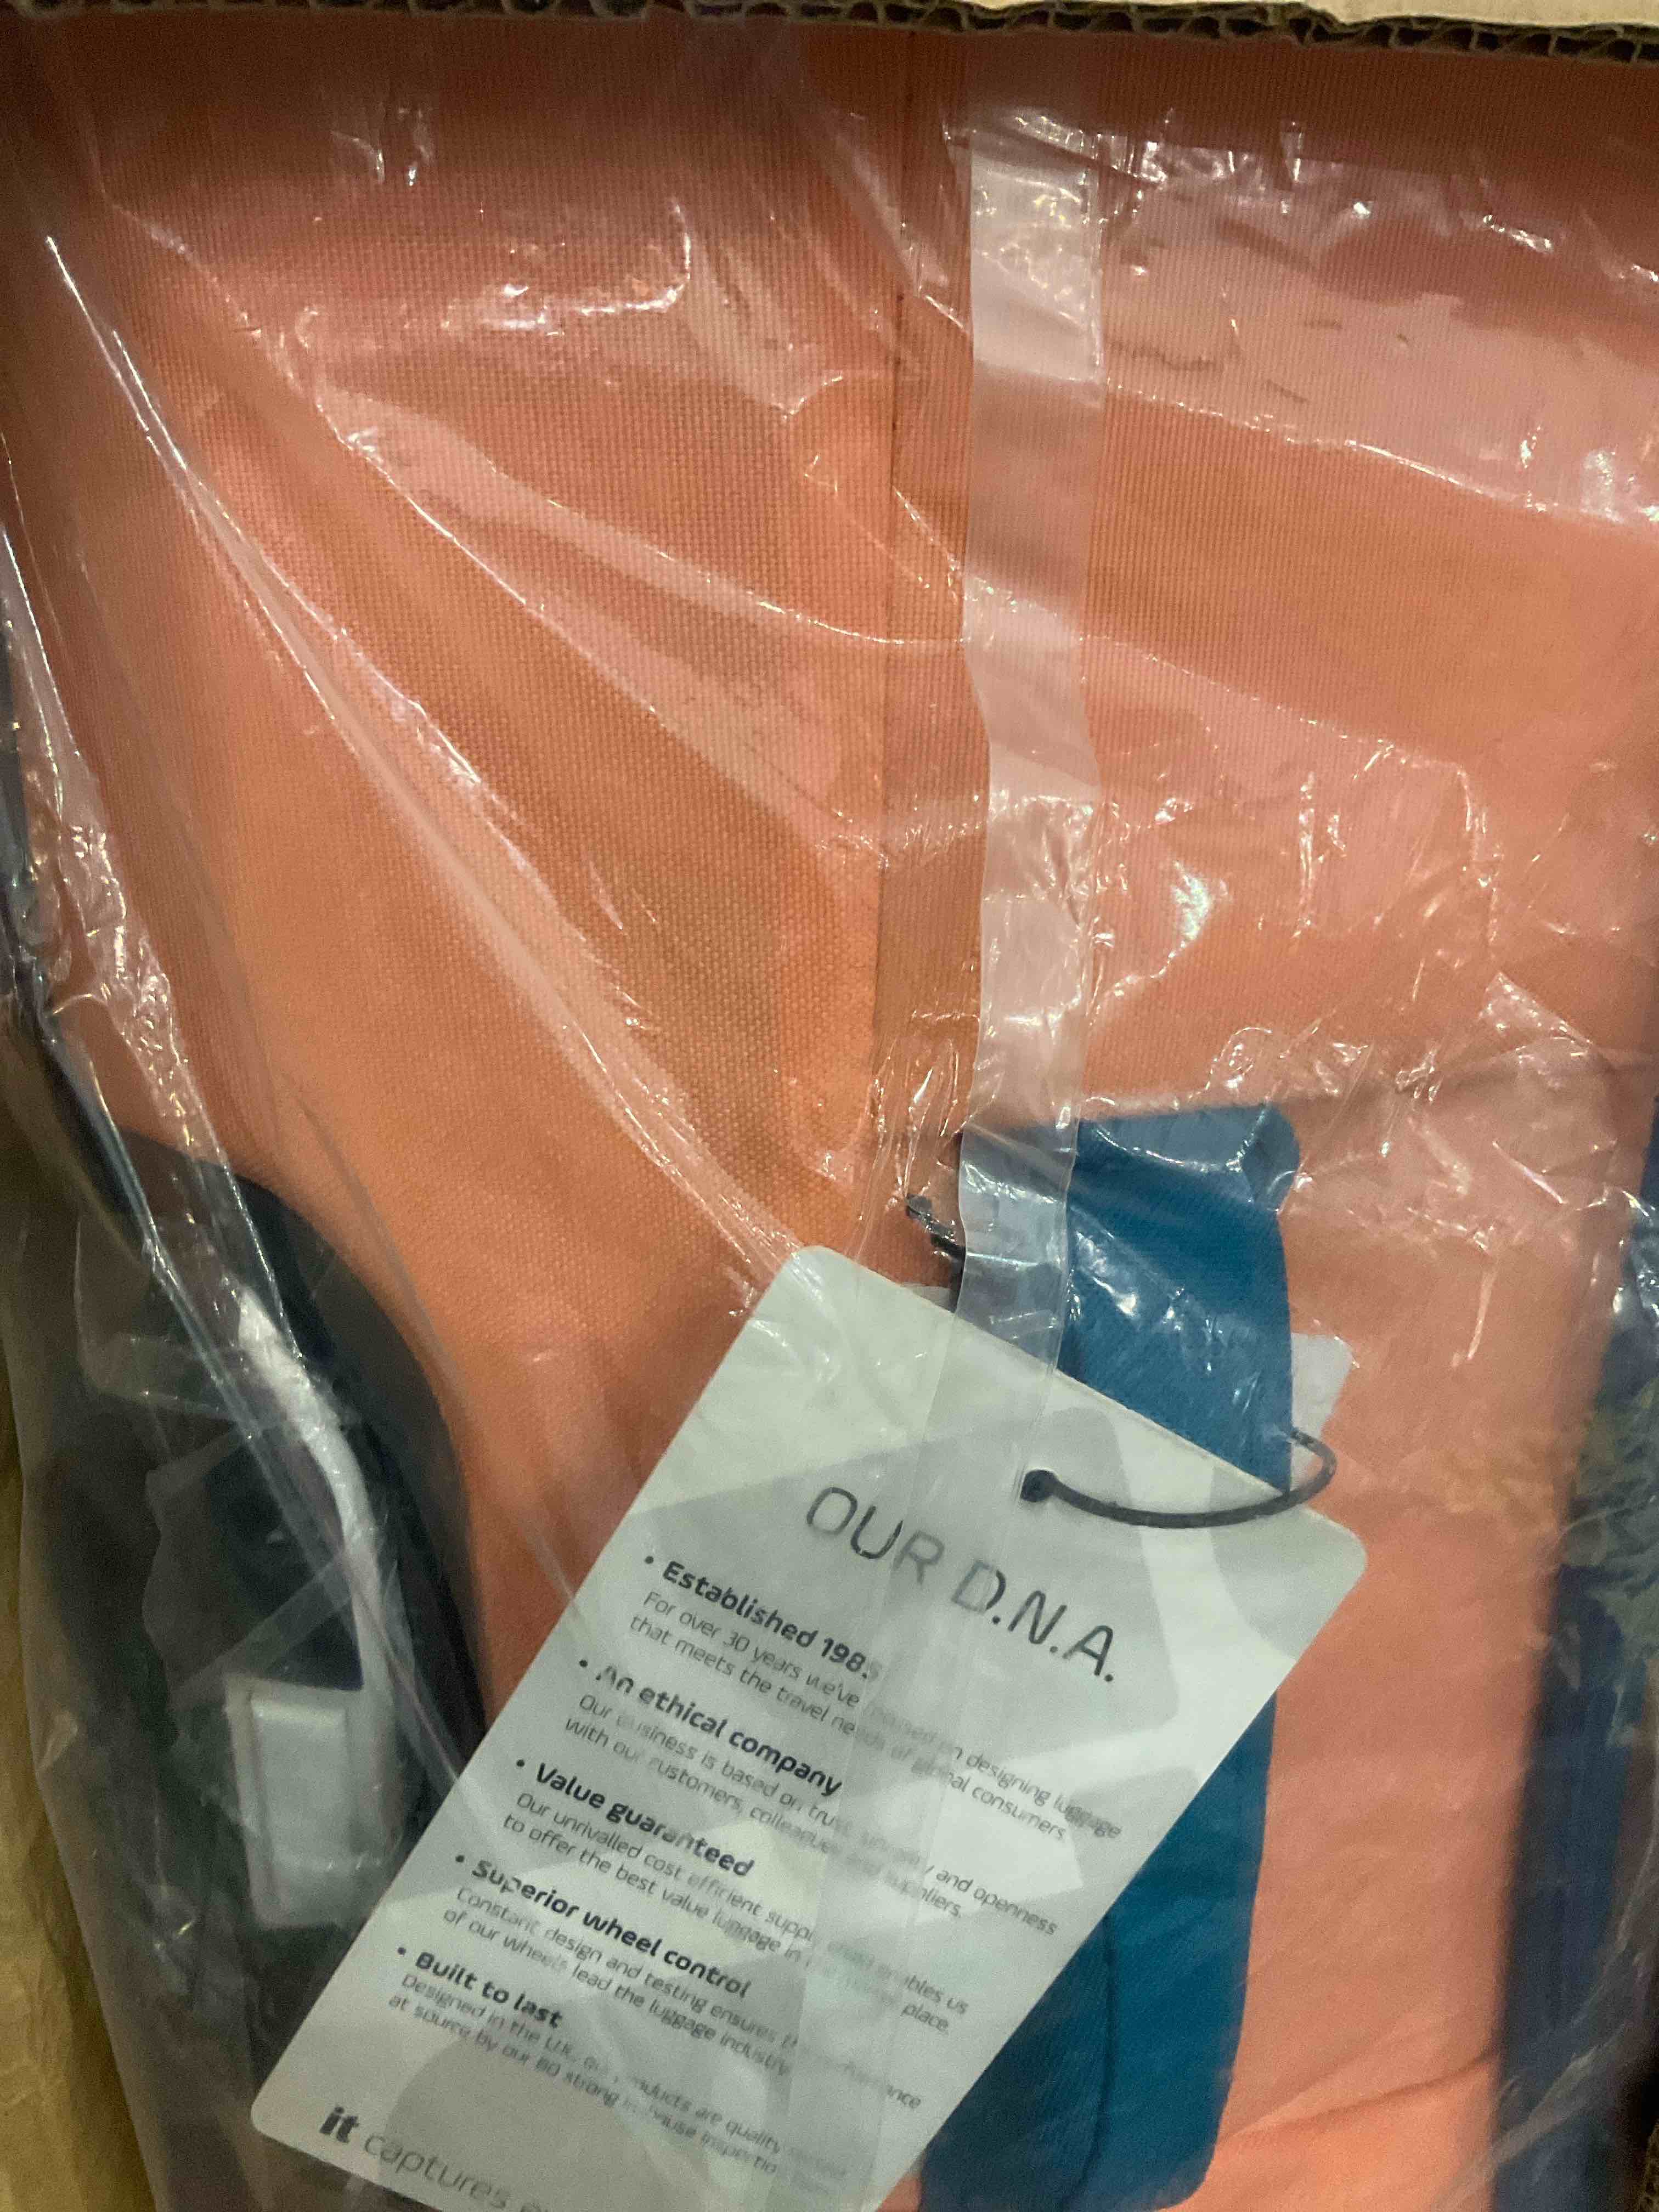 OUR D.N.A.
• Established 198
For over 30 years we've on designing luggage
that meets the travel needs of global consumers.
• An ethical company
Our business is based on trust, and openness
with our customers, colleagues and suppliers.
• Value guaranteed
Our unrivalled cost efficient supply enables us
to offer the best value luggage in place.
• Superior wheel control
Constant design and testing ensures
of our wheels lead the luggage industry.
• Built to last
Designed in the U.K. our products are quality
at source by our 80 strong in-house inspection
it captures